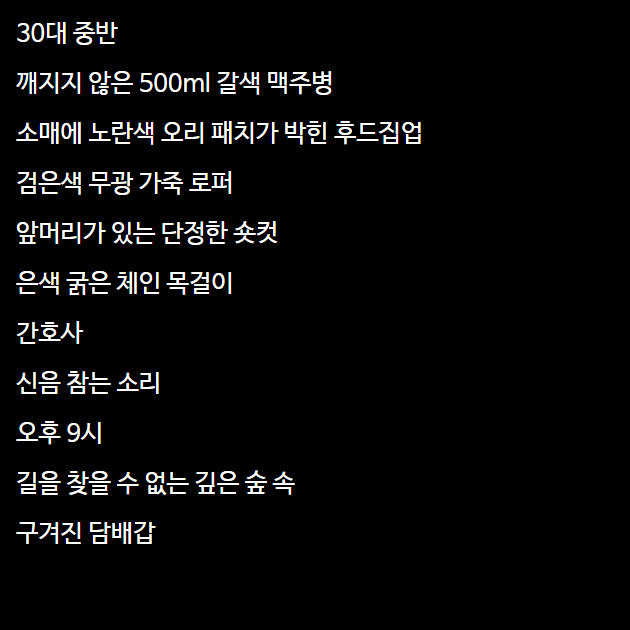 30대 중반
깨지지 않은 500ml 갈색 맥주병
소매에 노란색 오리 패치가 박힌 후드집업
검은색 무광 가죽 로퍼
앞머리가 있는 단정한 숏컷
은색 굵은 체인 목걸이
간호사
신음 참는 소리
오후 9시
길을 찾을 수 없는 깊은 숲 속
구겨진 담배갑